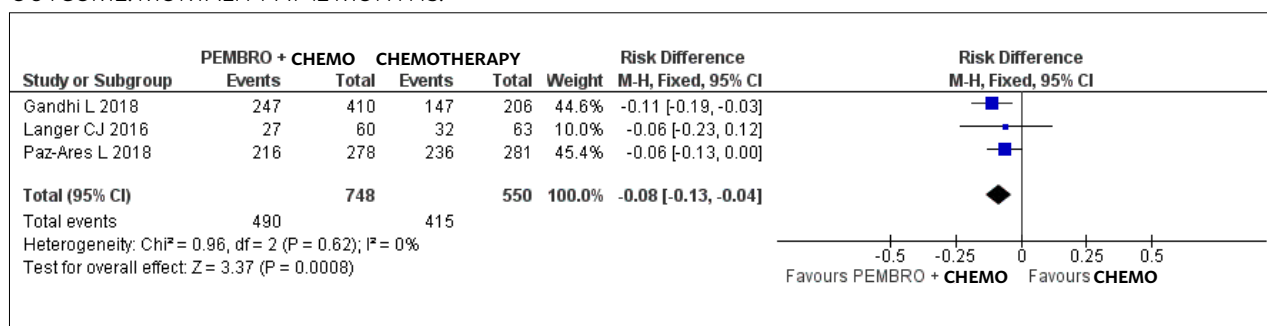 PEMBRO + CHEMO CHEMOTHERAPY Risk Difference Risk Difference
Study or Subgroup Events Total Events Total Weight M-H, Fixed, 95% CI M-H, Fixed, 95% CI
Gandhi L 2018 247 410 147 206 44.6% -0.11 [-0.19, -0.03]
Langer CJ 2016 27 60 32 63 10.0% -0.06 [-0.23, 0.12]
Paz-Ares L 2018 216 278 236 281 45.4% -0.06 [-0.13, 0.00]
Total (95% CI) 748 550 100.0% -0.08 [-0.13, -0.04]
Total events 490 415
Heterogeneity: Chi² = 0.96, df = 2 (P = 0.62); I² = 0%
Test for overall effect: Z = 3.37 (P = 0.0008)
-0.5 -0.25 0 0.25 0.5
Favours PEMBRO + CHEMO Favours CHEMO